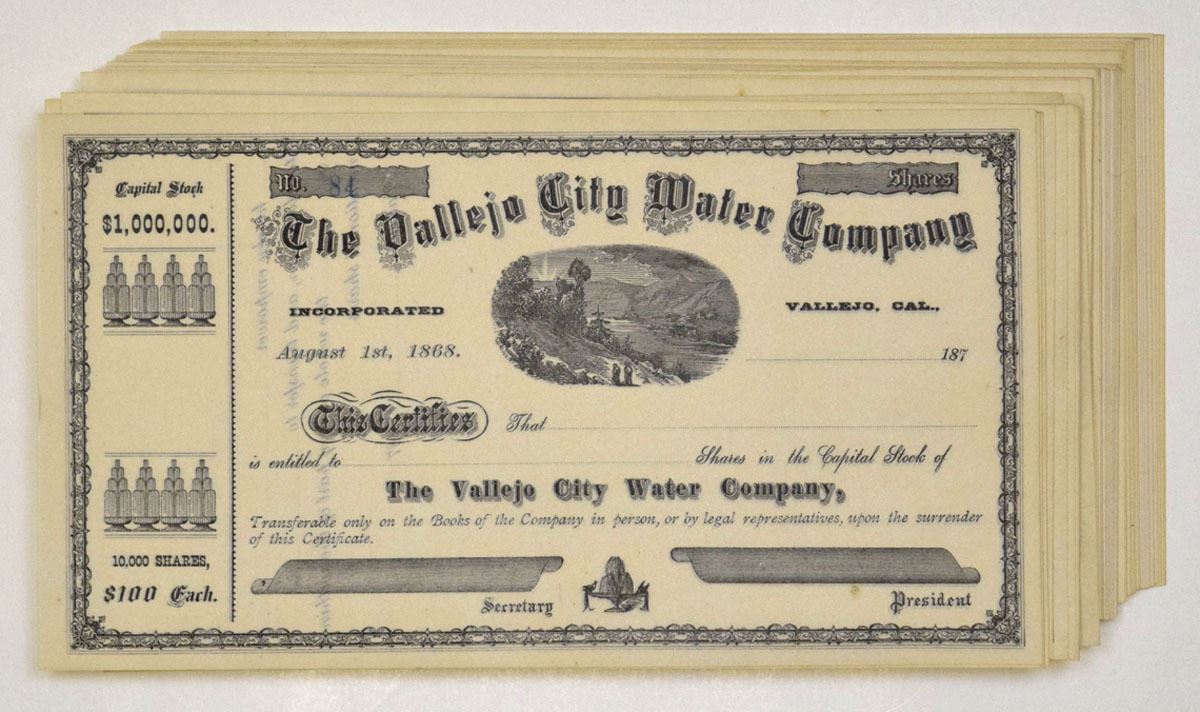 Capital Stock
$1,000,000.
10,000 SHARES,
$100 Each.
No. 84
Shares
The Vallejo City Water Company
INCORPORATED
August 1st, 1868.
VALLEJO, CAL.,
187
This Certifies That
is entitled to Shares in the Capital Stock of
The Vallejo City Water Company,
Transferable only on the Books of the Company in person, or by legal representatives, upon the surrender
of this Certificate.
Secretary
President